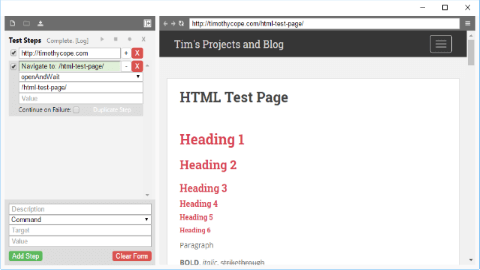 http://timothycope.com/html-test-page/
Test Steps Complete. [Log]
http://timothycope.com + X
Navigate to: /html-test-page/ - X
openAndWait
/html-test-page/
Value
Continue on Failure: Duplicate Step
Description
Command
Target
Value
Add Step Clear Form
Tim's Projects and Blog
HTML Test Page
Heading 1
Heading 2
Heading 3
Heading 4
Heading 5
Heading 6
Paragraph
BOLD, Italic, strikethrough